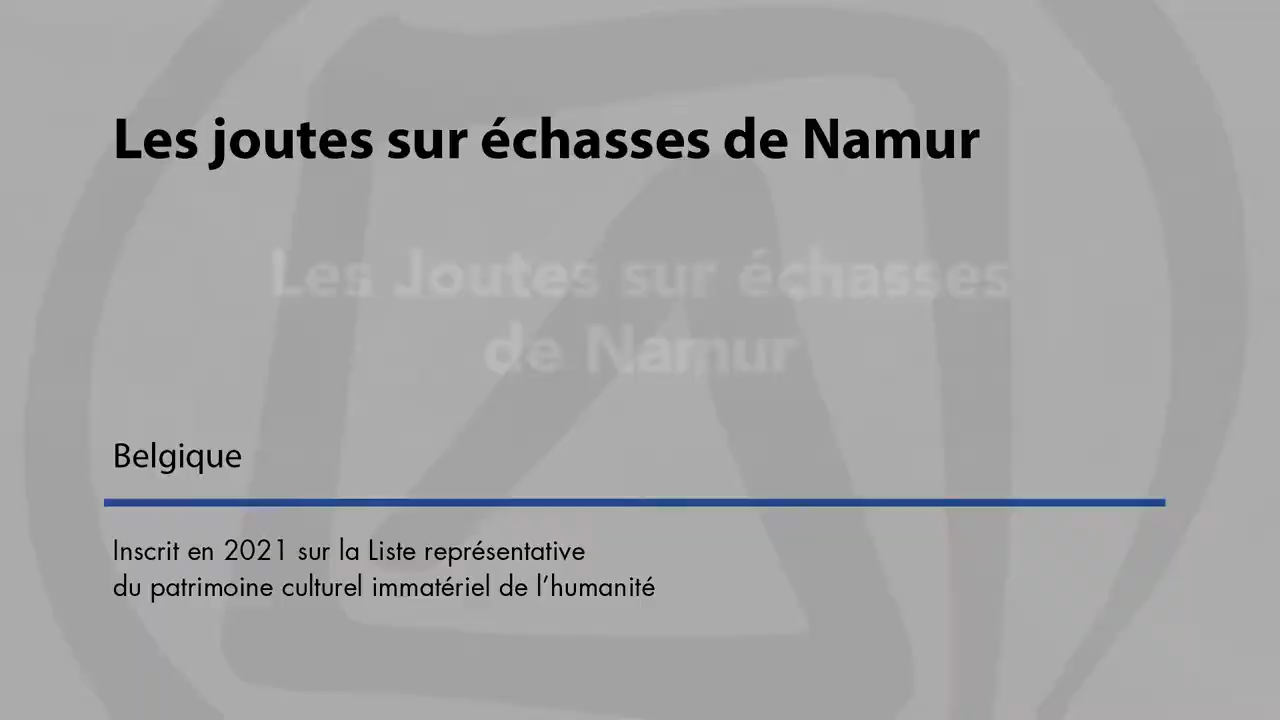 Les joutes sur échasses de Namur
Les Joutes sur échasses
de Namur
Belgique
Inscrit en 2021 sur la Liste représentative
du patrimoine culturel immatériel de l’humanité